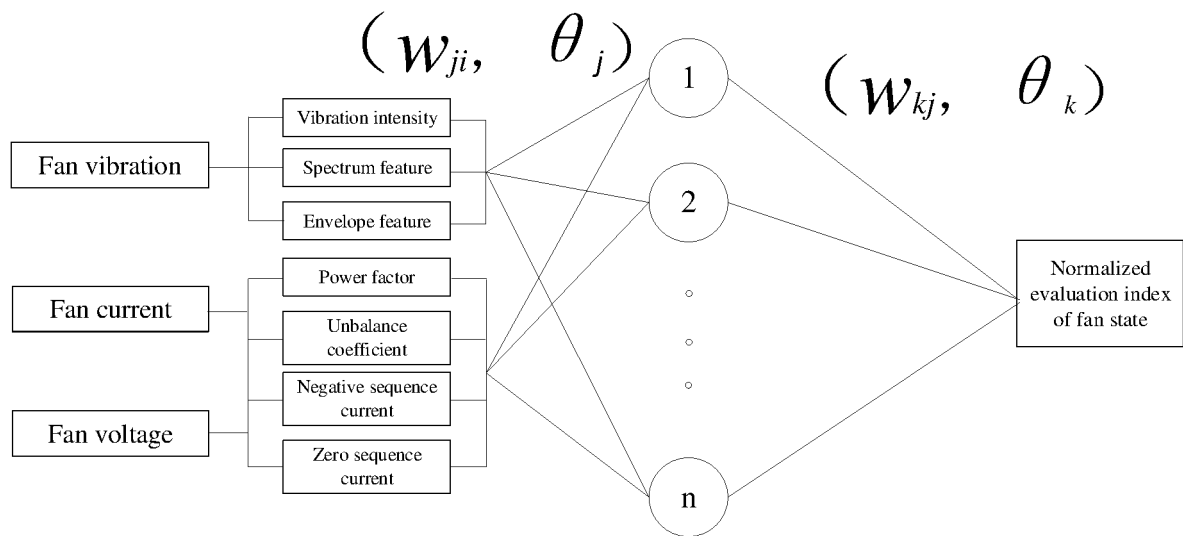 (w_ji, θ_j)
(w_kj, θ_k)
Fan vibration
Vibration intensity
Spectrum feature
Envelope feature
Fan current
Fan voltage
Power factor
Unbalance
coefficient
Negative sequence
current
Zero sequence
current
1
2
n
Normalized
evaluation index
of fan state